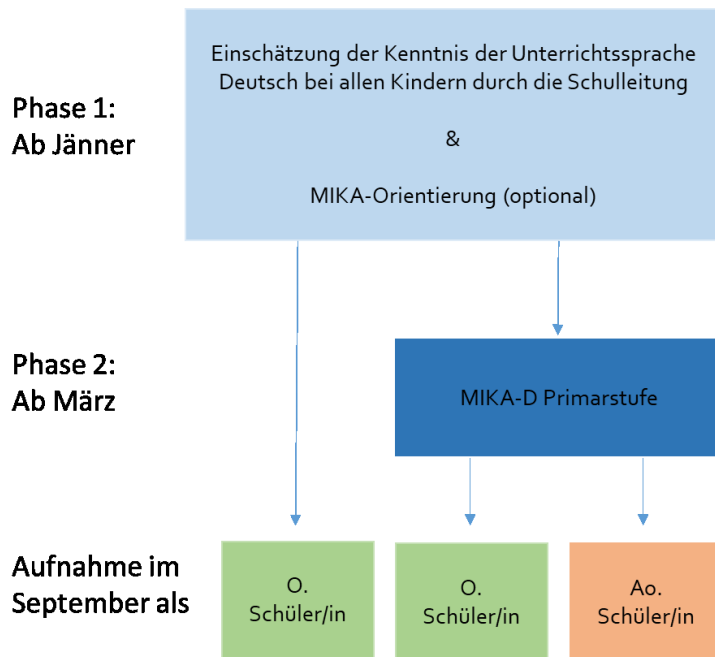 Phase 1:
Ab Jänner
Einschätzung der Kenntnis der Unterrichtssprache
Deutsch bei allen Kindern durch die Schulleitung
&
MIKA-Orientierung (optional)
Phase 2:
Ab März
MIKA-D Primarstufe
Aufnahme im
September als
O.
Schüler/in
O.
Schüler/in
Ao.
Schüler/in